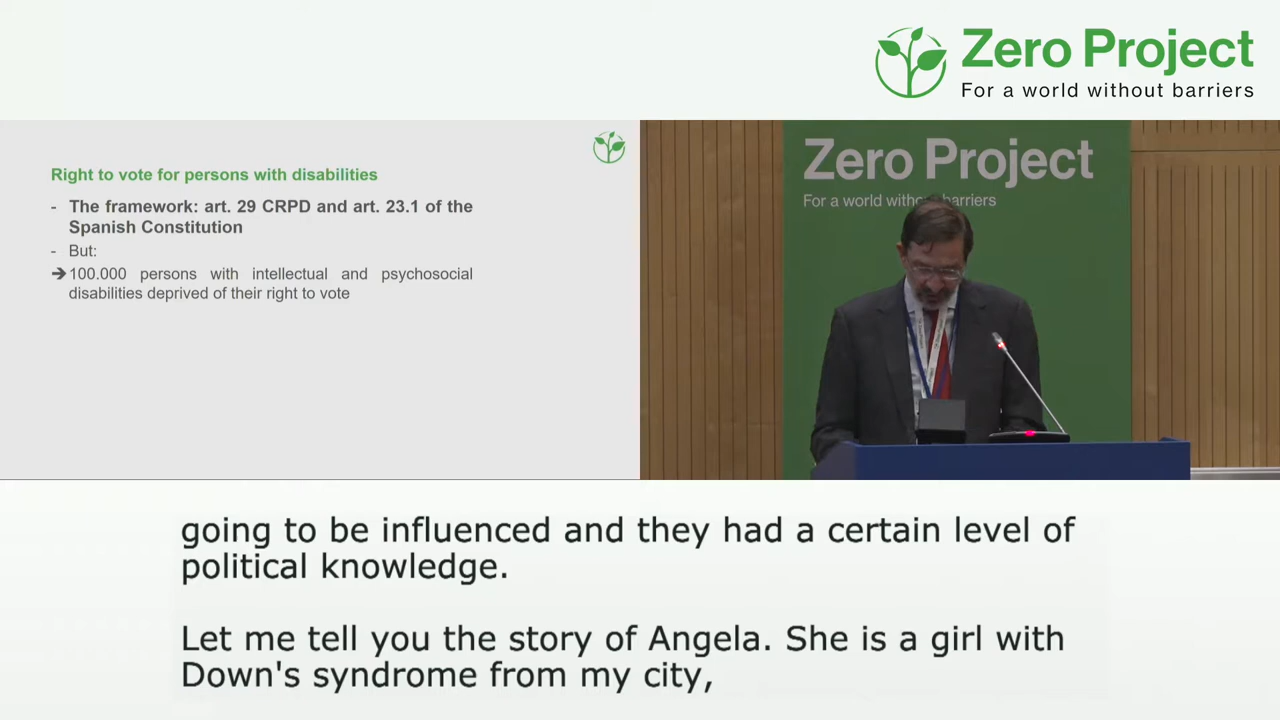 Zero Project
For a world without barriers
Right to vote for persons with disabilities
- The framework: art. 29 CRPD and art. 23.1 of the
Spanish Constitution
- But:
➔100.000 persons with intellectual and psychosocial
disabilities deprived of their right to vote
Zero Project
For a world without barriers
going to be influenced and they had a certain level of
political knowledge.
Let me tell you the story of Angela. She is a girl with
Down's syndrome from my city,